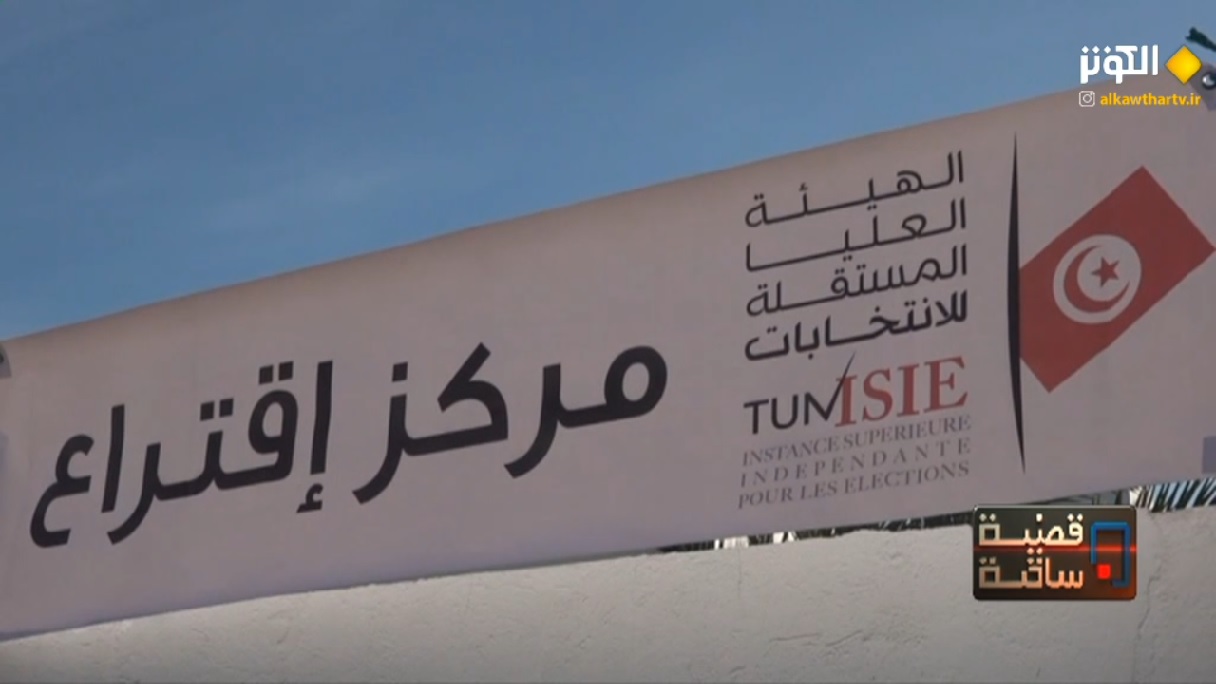 الكوثر
alkawthartv.ir
الهيئة
العليا
المستقلة
للانتخابات
TUNISIE
INSTANCE SUPERIEURE
INDEPENDANTE
POUR LES ELECTIONS
مركز إقتراع
قضية
ساخنة